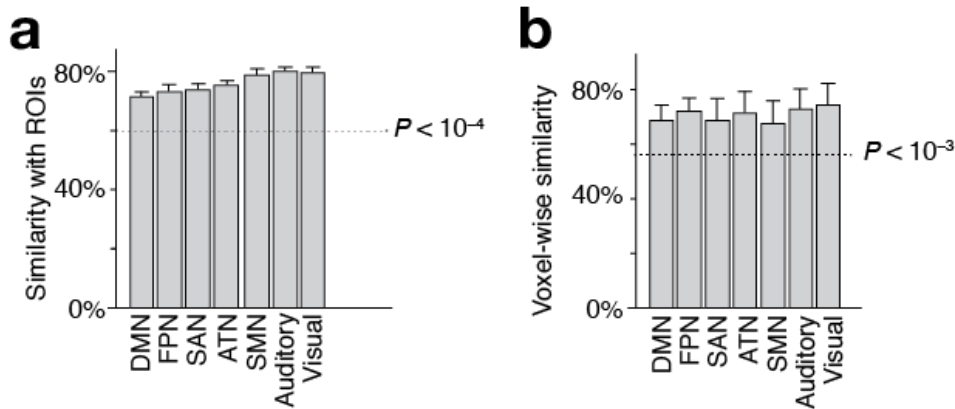 a
Similarity with ROIs
80%
40%
0%
P < 10⁻⁴
DMN
FPN
SAN
ATN
SMN
Auditory
Visual
b
Voxel-wise similarity
80%
40%
0%
P < 10⁻³
DMN
FPN
SAN
ATN
SMN
Auditory
Visual